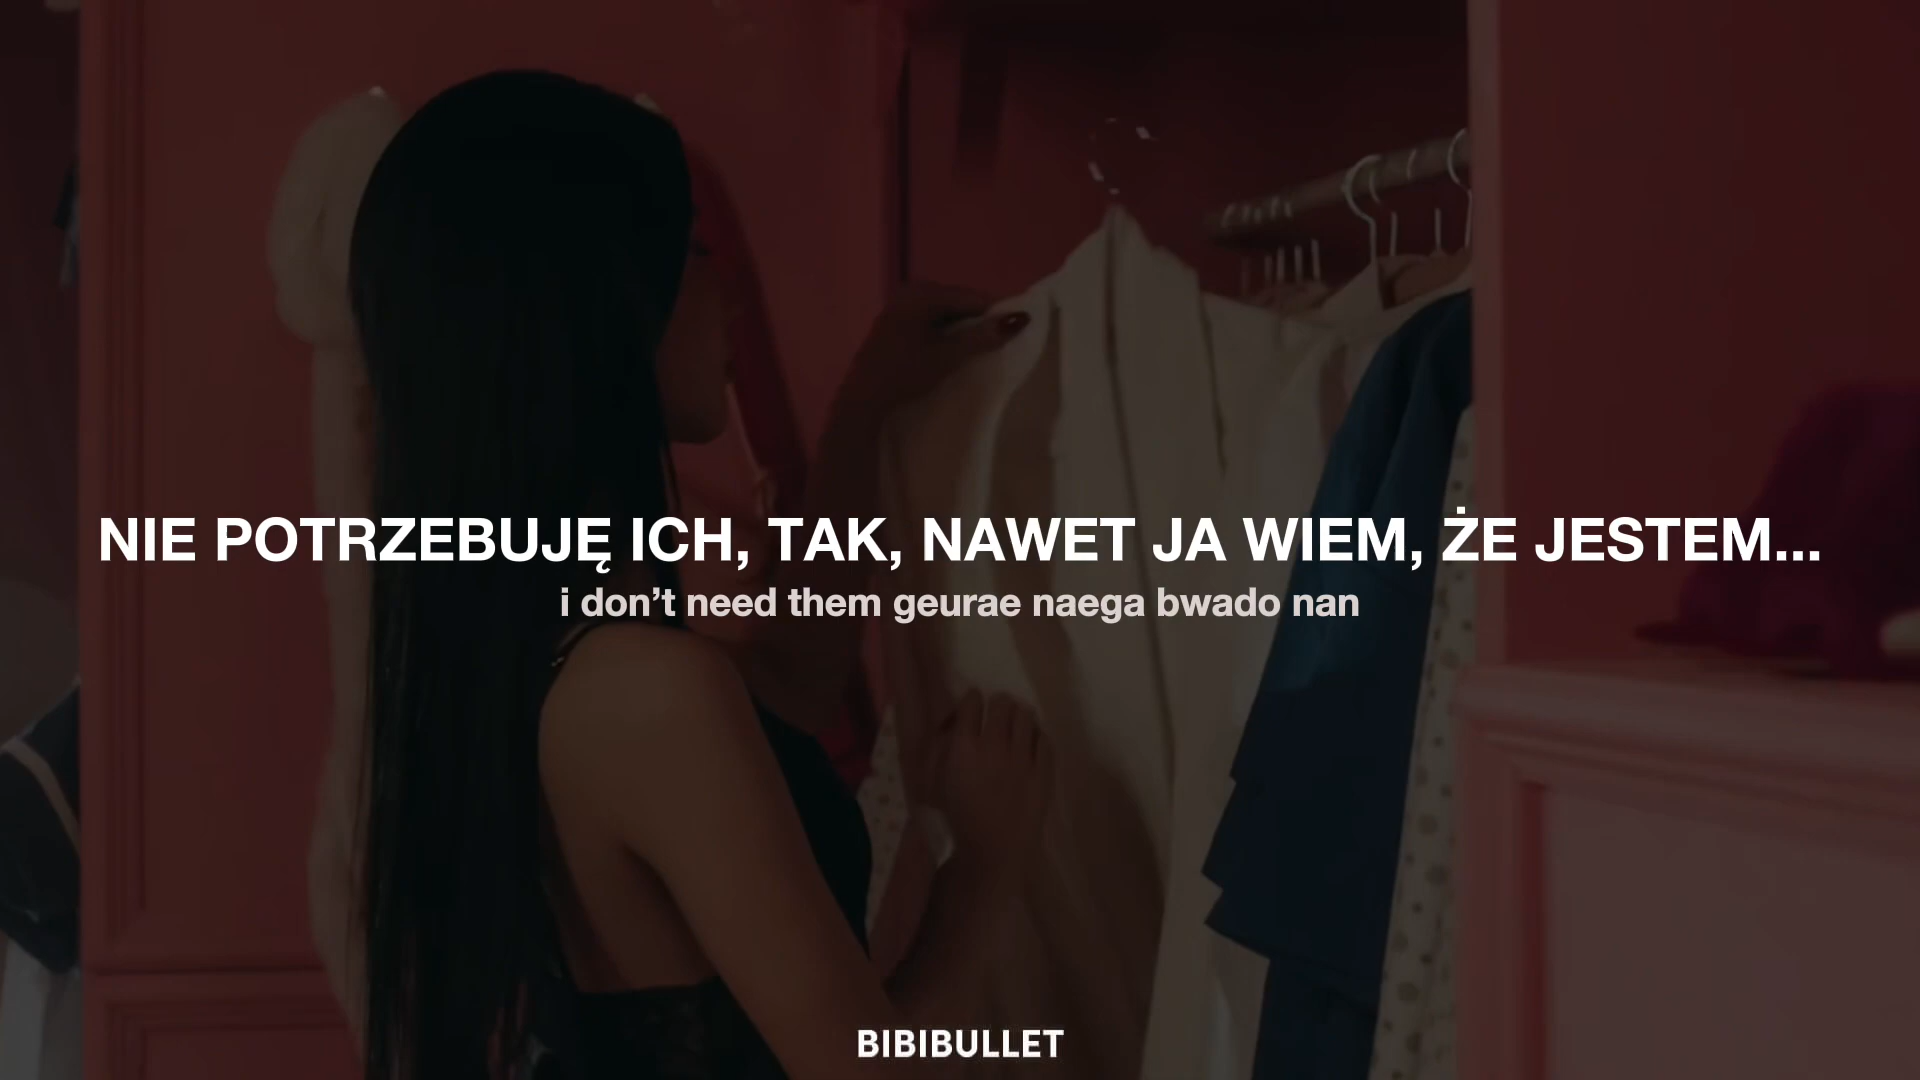 NIE POTRZEBUJĘ ICH, TAK, NAWET JA WIEM, ŻE JESTEM...
i don’t need them geurae naega bwado nan
BIBIBULLET